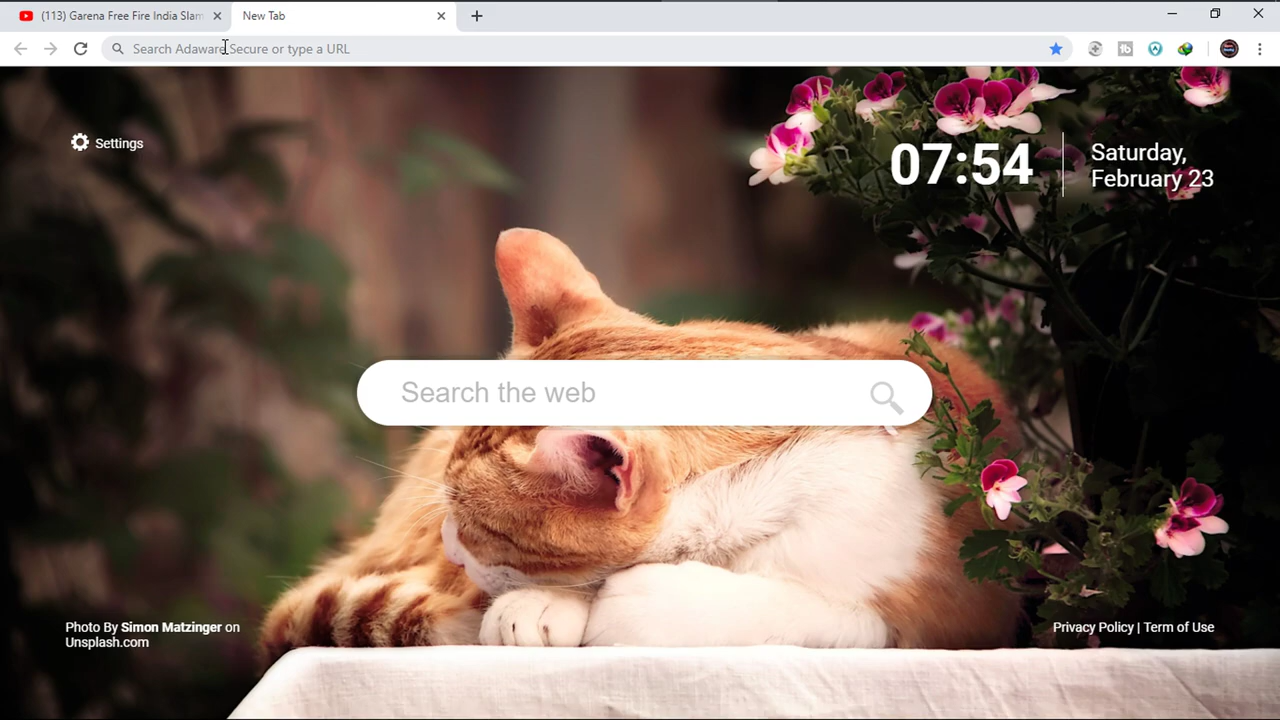 (113) Garena Free Fire India Slam
New Tab
Search Adaware Secure or type a URL
Settings
07:54
Saturday,
February 23
Search the web
Photo By Simon Matzinger on
Unsplash.com
Privacy Policy | Term of Use